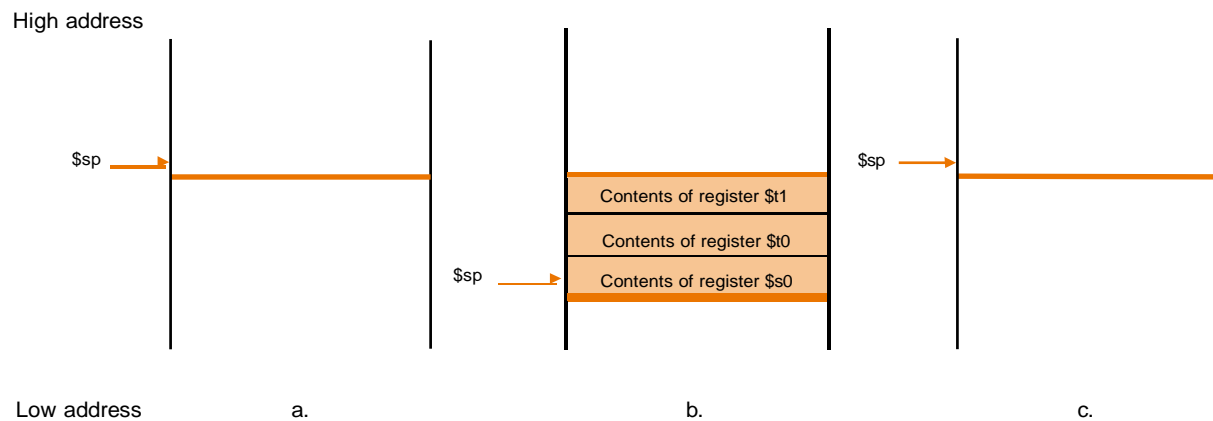 High address
$sp
$sp
Contents of register $t1
Contents of register $t0
$sp
Contents of register $s0
Low address
a.
b.
c.